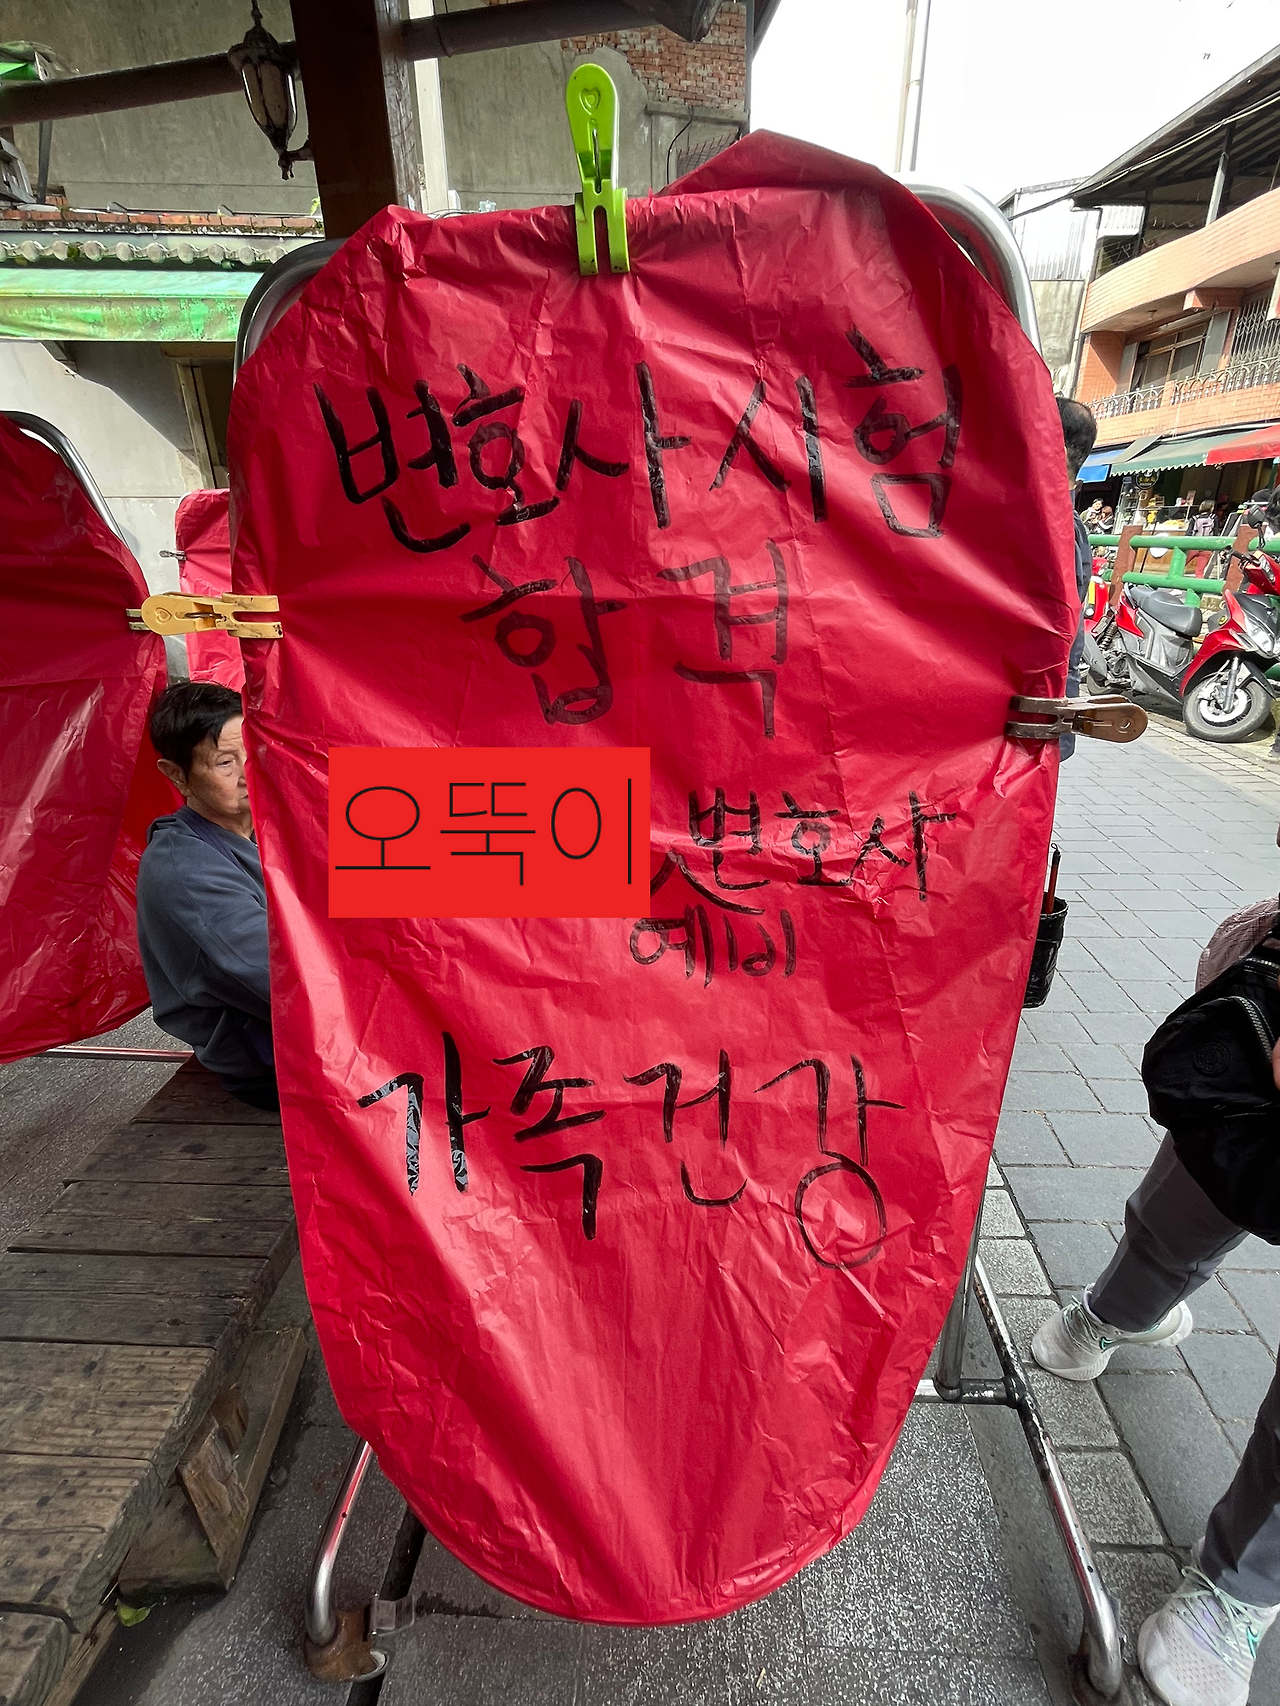 변호사시험
합격
오뚝이 변호사
예비
가족건강